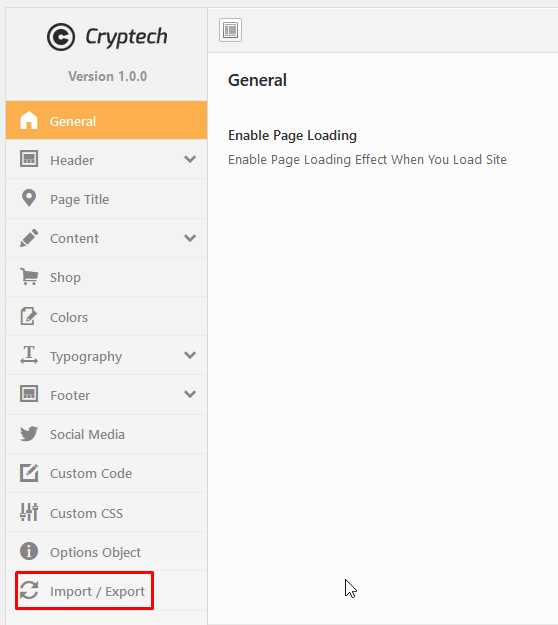 Cryptech
Version 1.0.0
General
Header
Page Title
Content
Shop
Colors
Typography
Footer
Social Media
Custom Code
Custom CSS
Options Object
Import / Export
General
Enable Page Loading
Enable Page Loading Effect When You Load Site